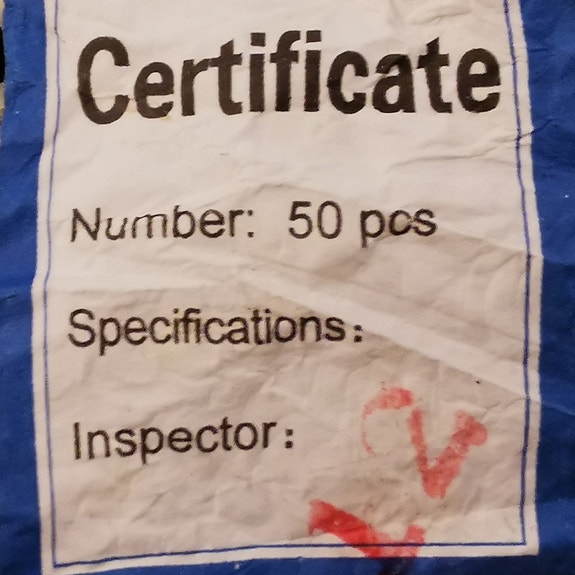 Certificate
Number: 50 pcs
Specifications:
Inspector: